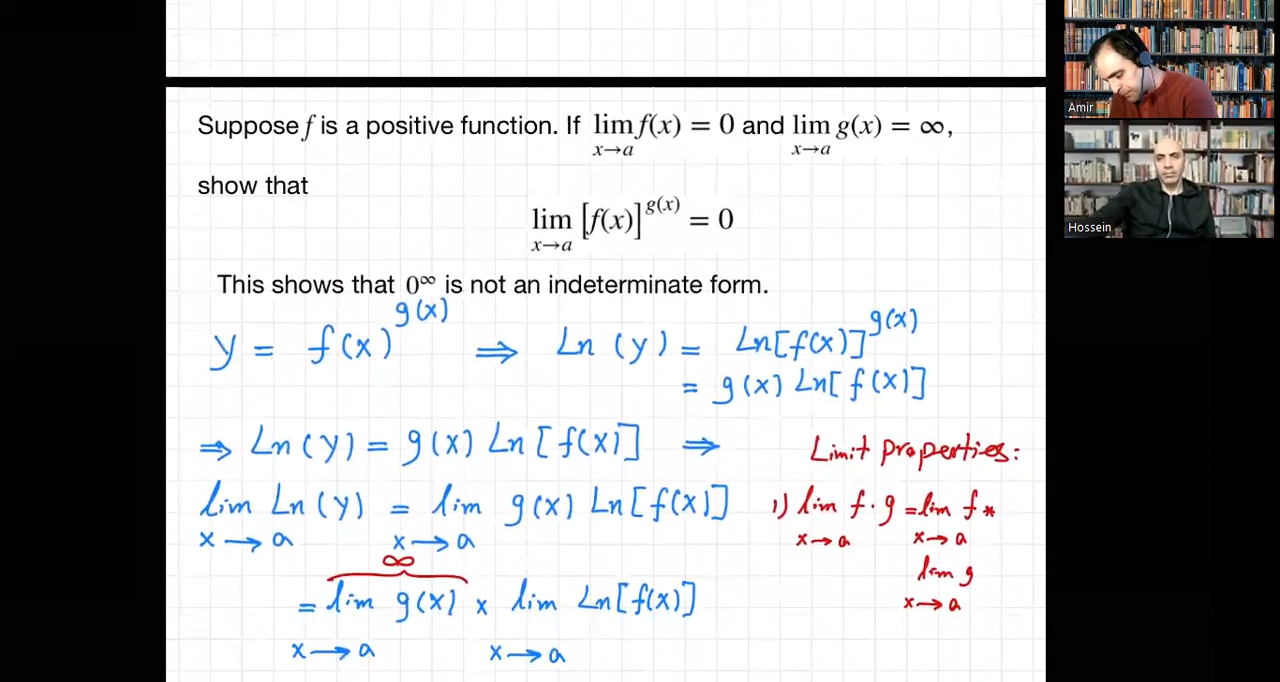 Suppose f is a positive function. If lim f(x) = 0 and lim g(x) = ∞,
x→a x→a
show that
lim [f(x)]^g(x) = 0
x→a
This shows that 0^∞ is not an indeterminate form.
y = f(x)^g(x) ⇒ Ln (y) = Ln[f(x)]^g(x)
= g(x) Ln[f(x)]
⇒ Ln(y) = g(x) Ln[f(x)] ⇒
lim Ln(y) = lim g(x) Ln[f(x)]
x→a x→a
∞
= lim g(x) × lim Ln[f(x)]
x→a x→a
Limit properties:
1) lim f·g = lim f *
x→a x→a
lim g
x→a
Amir
Hossein